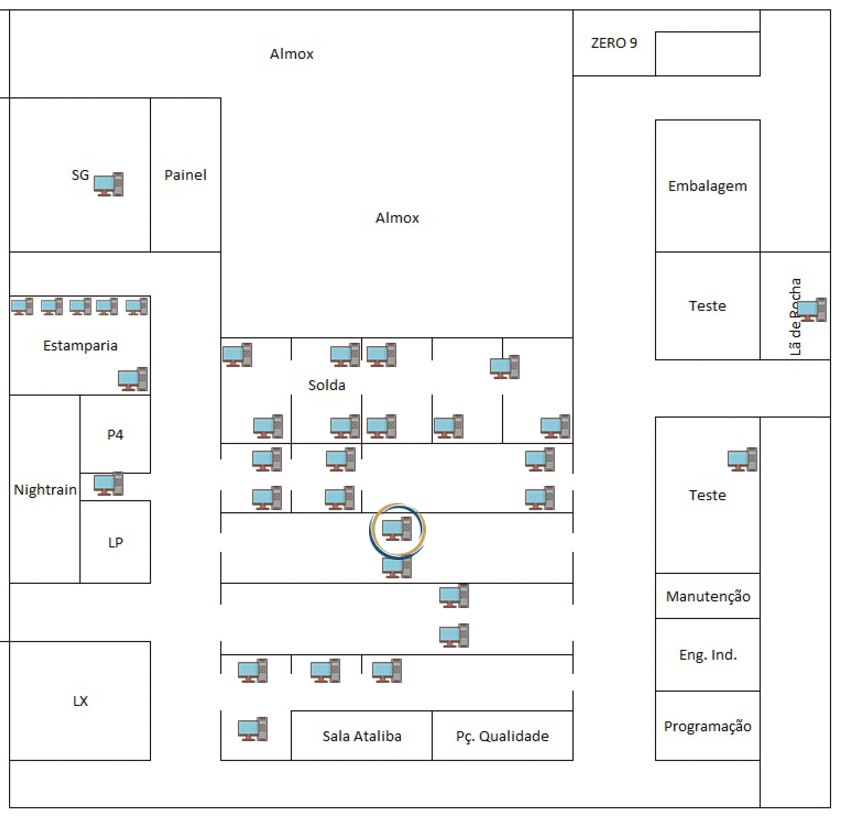 Almox
ZERO 9
SG
Painel
Embalagem
Almox
Teste
Lã de Rocha
Estamparia
Solda
P4
Nightrain
Teste
LP
Manutenção
Eng. Ind.
LX
Sala Ataliba
Pç. Qualidade
Programação